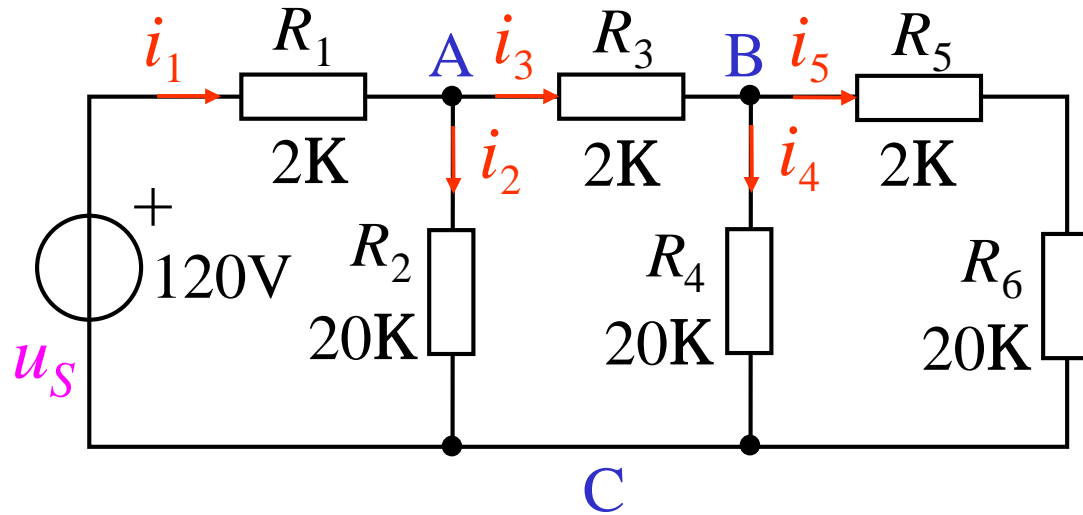 i1 R1 A i3 R3 B i5 R5
2K 2K 2K
i2 i4
+
120V R2 R4 R6
20K 20K 20K
uS
C